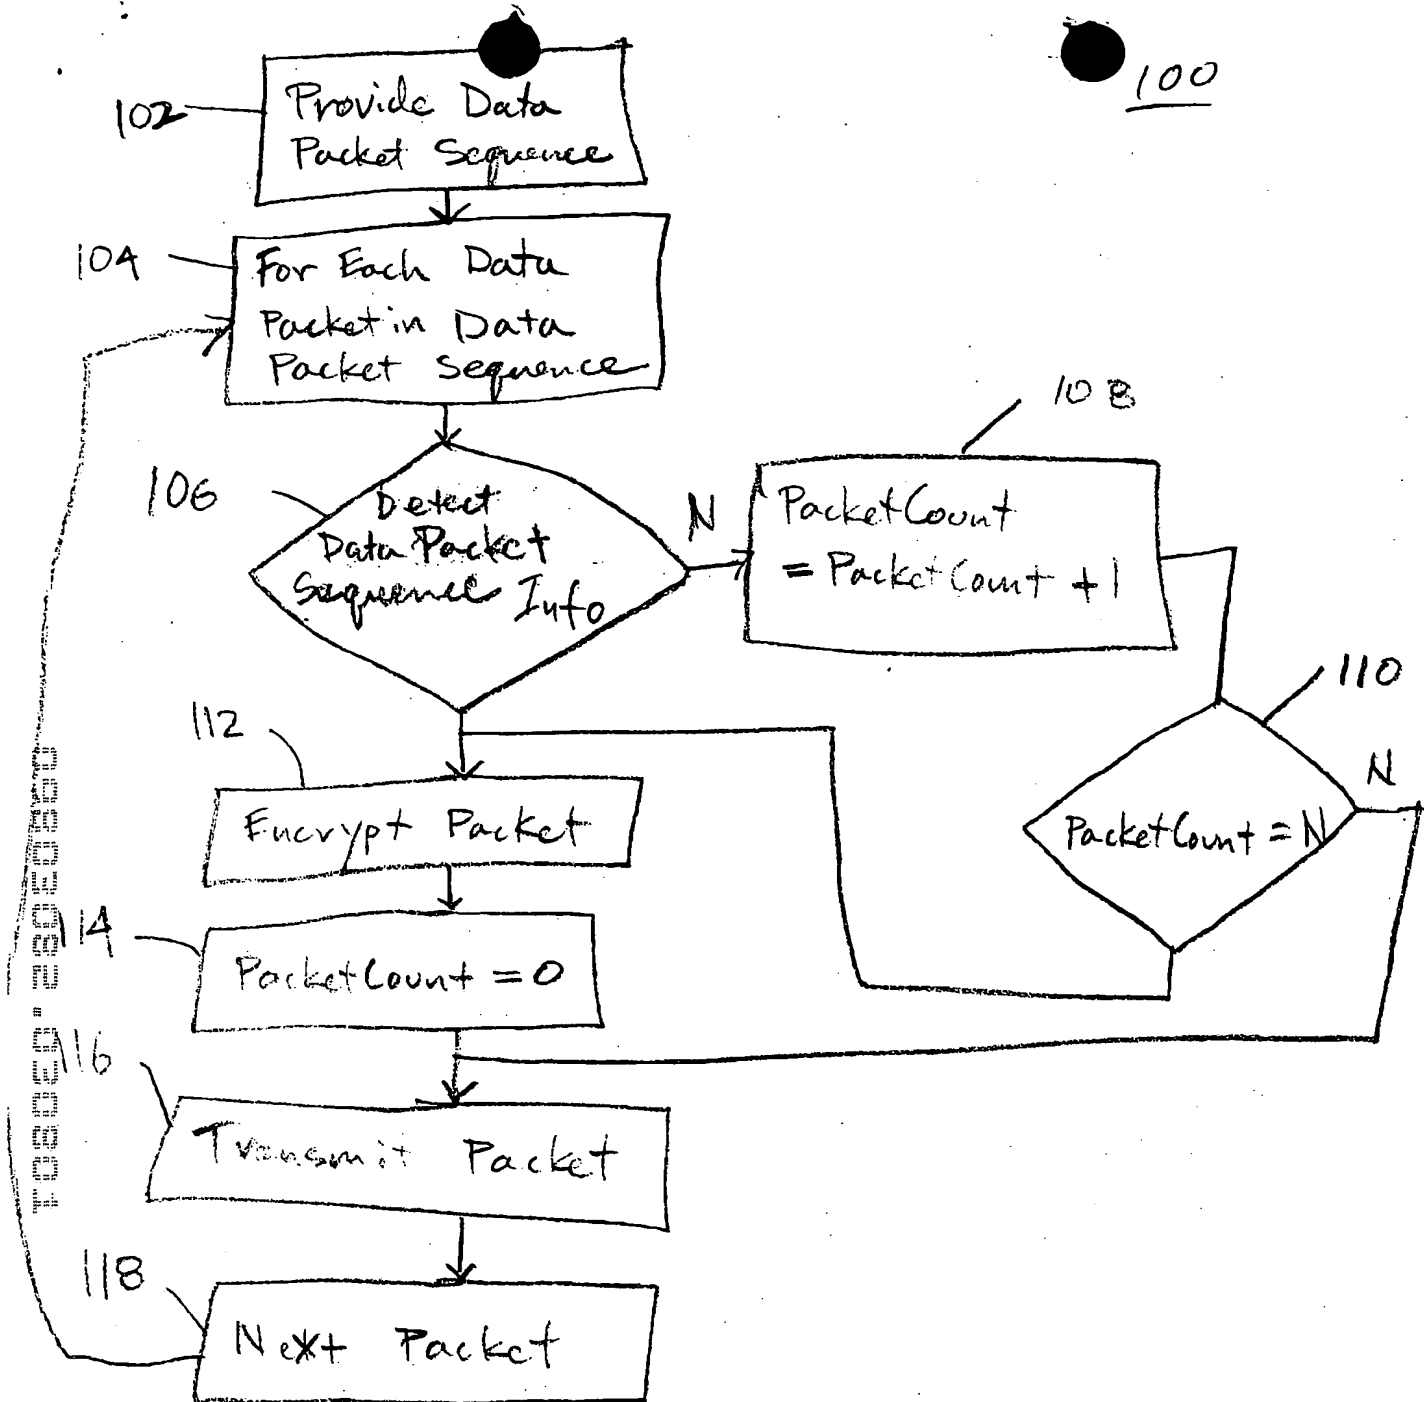 100
102
Provide Data
Packet Sequence
104
For Each Data
Packet in Data
Packet Sequence
106
Detect
Data Packet
Sequence Info
N
108
PacketCount
= PacketCount + 1
110
PacketCount = N
N
112
Encrypt Packet
114
PacketCount = 0
116
Transmit Packet
118
Next Packet